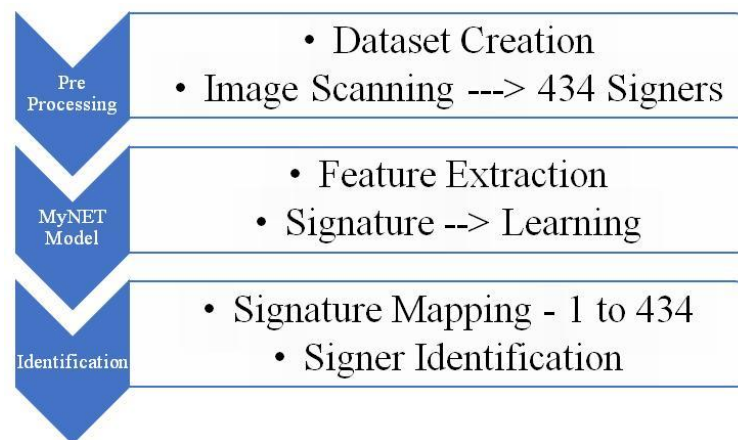 Pre
Processing
• Dataset Creation
• Image Scanning ---> 434 Signers
MyNET
Model
• Feature Extraction
• Signature --> Learning
Identification
• Signature Mapping - 1 to 434
• Signer Identification